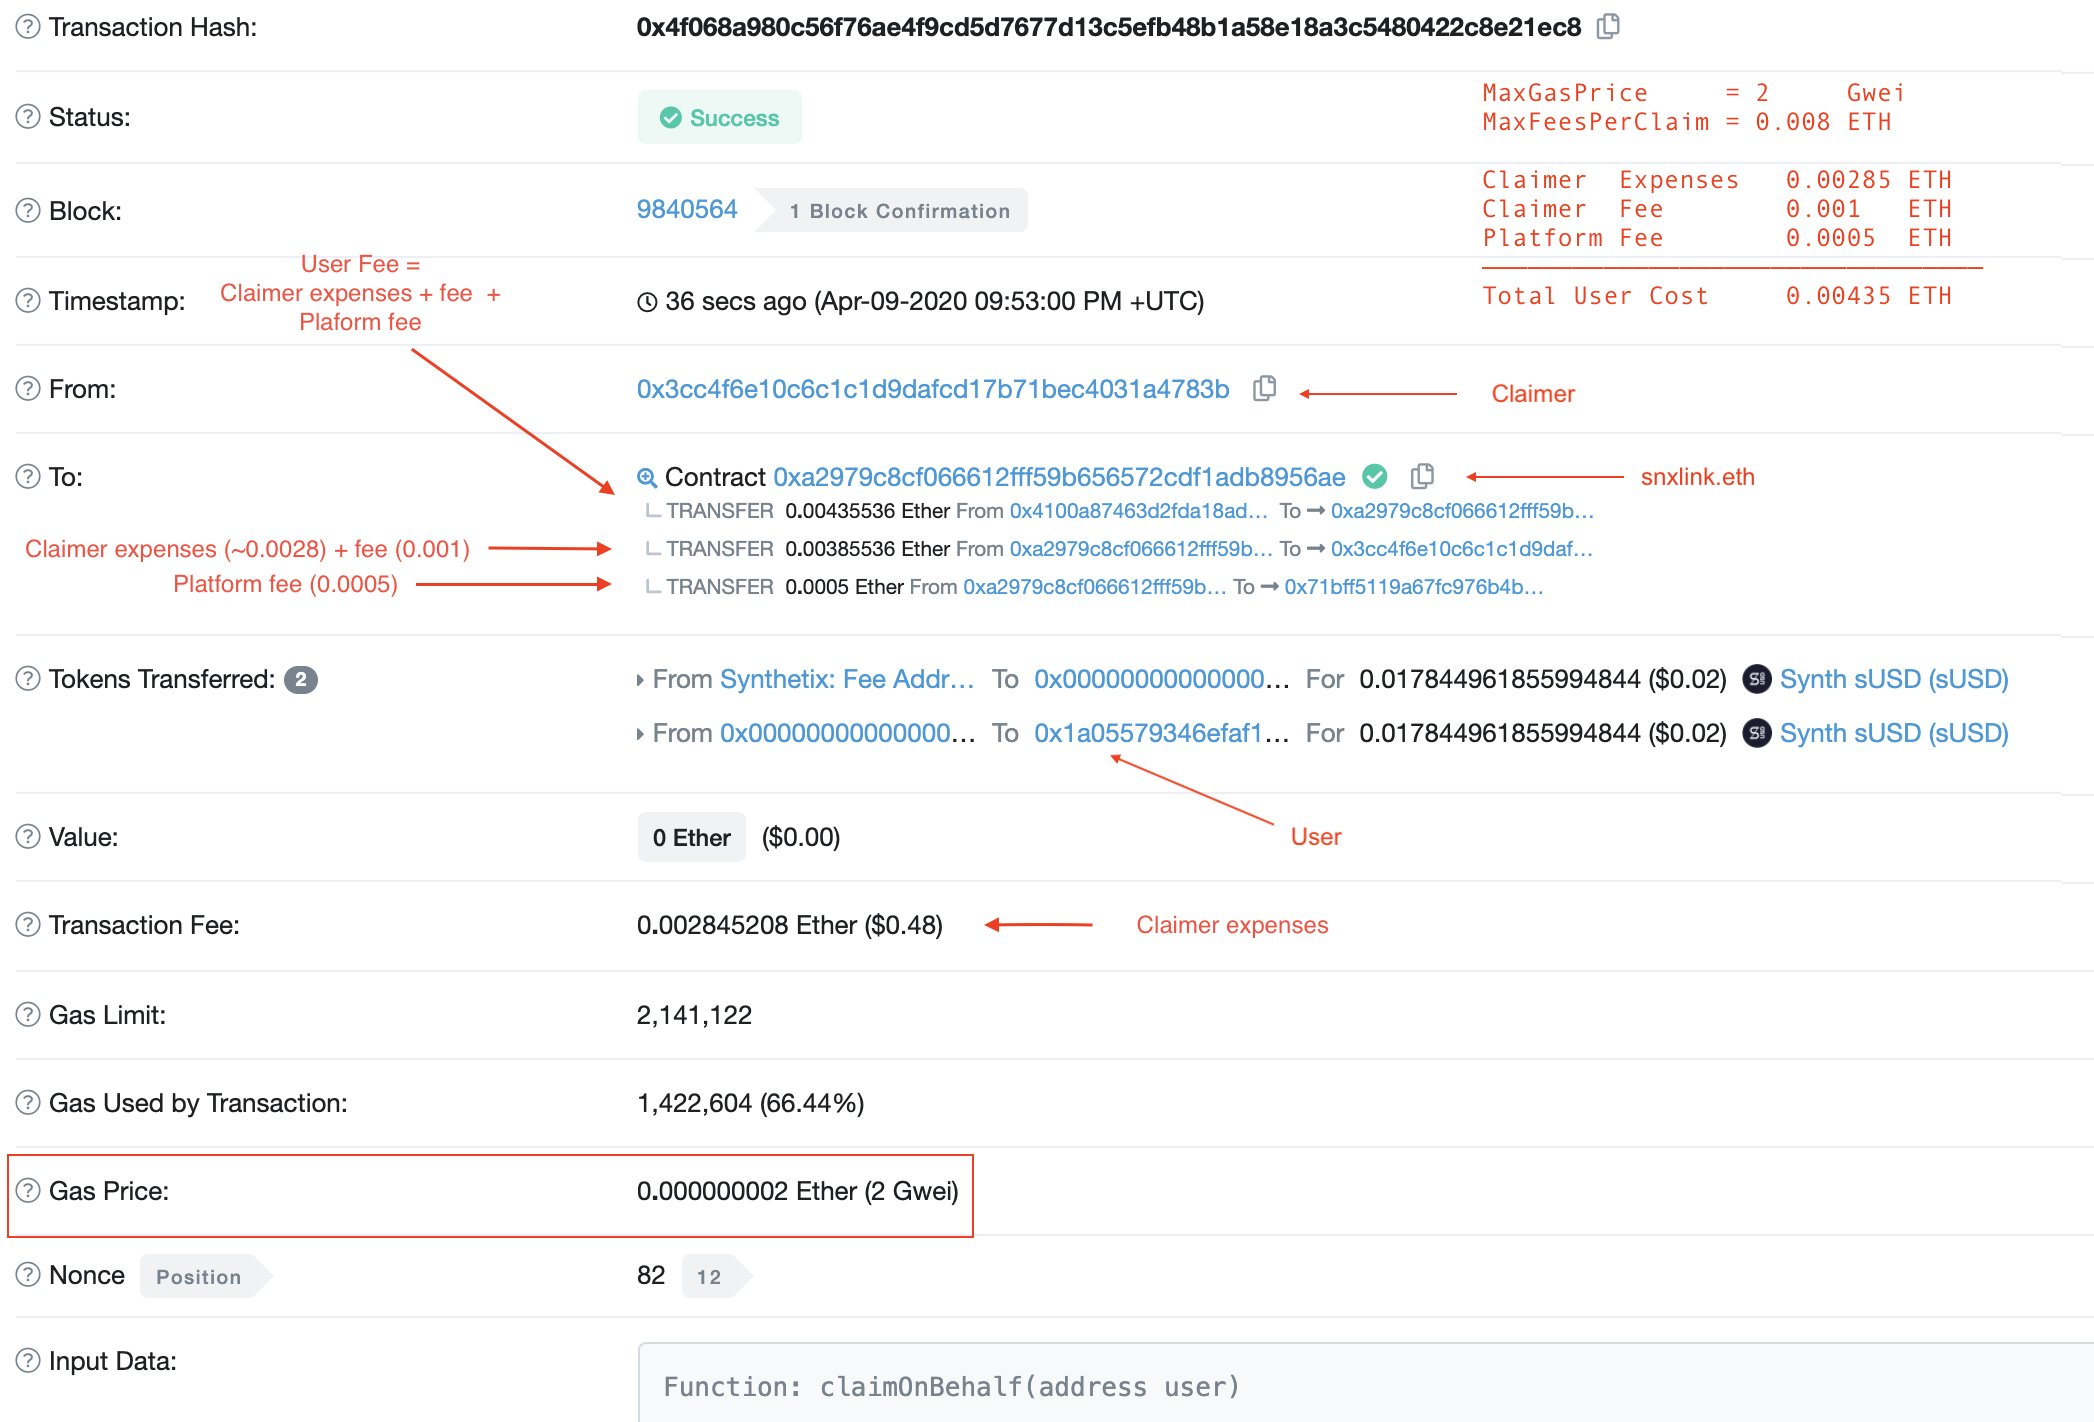 Transaction Hash: 0x4f068a980c56f76ae4f9cd5d7677d13c5efb48b1a58e18a3c5480422c8e21ec8
MaxGasPrice = 2 Gwei
MaxFeesPerClaim = 0.008 ETH
Status: Success
Claimer Expenses 0.00285 ETH
Claimer Fee 0.001 ETH
Platform Fee 0.0005 ETH
Total User Cost 0.00435 ETH
Block: 9840564 1 Block Confirmation
User Fee =
Claimer expenses + fee +
Plaform fee
Timestamp: 36 secs ago (Apr-09-2020 09:53:00 PM +UTC)
From: 0x3cc4f6e10c6c1c1d9dafcd17b71bec4031a4783b Claimer
To: Contract 0xa2979c8cf066612fff59b656572cdf1adb8956ae snxlink.eth
TRANSFER 0.00435536 Ether From 0x4100a87463d2fda18ad... To → 0xa2979c8cf066612fff59b...
Claimer expenses (~0.0028) + fee (0.001) TRANSFER 0.00385536 Ether From 0xa2979c8cf066612fff59b... To → 0x3cc4f6e10c6c1c1d9daf...
Platform fee (0.0005) TRANSFER 0.0005 Ether From 0xa2979c8cf066612fff59b... To → 0x71bff5119a67fc976b4b...
Tokens Transferred: 2 From Synthetix: Fee Addr... To 0x00000000000000... For 0.017844961855994844 ($0.02) Synth sUSD (sUSD)
From 0x00000000000000... To 0x1a05579346efaf1... For 0.017844961855994844 ($0.02) Synth sUSD (sUSD)
User
Value: 0 Ether ($0.00)
Transaction Fee: 0.002845208 Ether ($0.48) Claimer expenses
Gas Limit: 2,141,122
Gas Used by Transaction: 1,422,604 (66.44%)
Gas Price: 0.000000002 Ether (2 Gwei)
Nonce Position 82 12
Input Data:
Function: claimOnBehalf(address user)